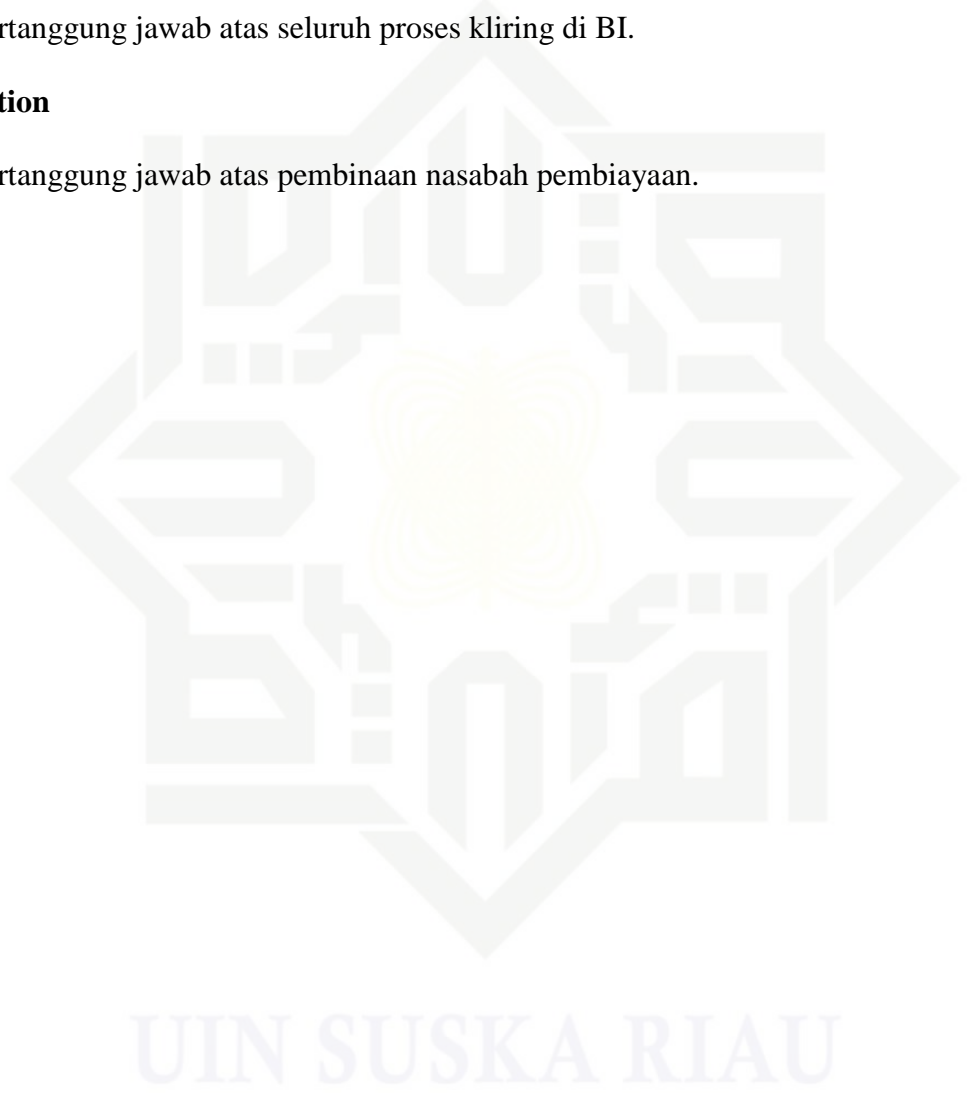 rtanggung jawab atas seluruh proses kliring di BI.
tion
rtanggung jawab atas pembinaan nasabah pembiayaan.
UIN SUSKA RIAU